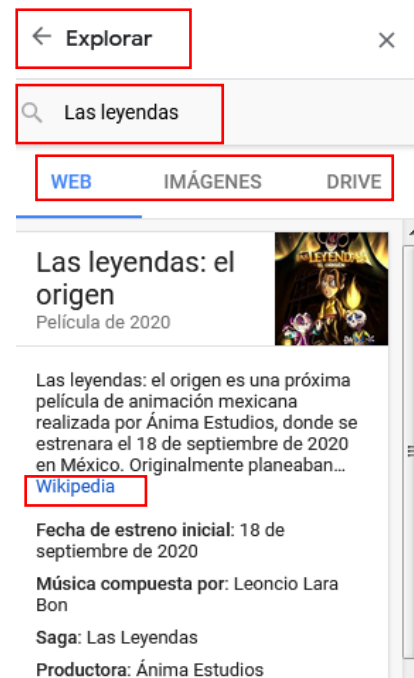 Explorar
Las leyendas
WEB IMÁGENES DRIVE
Las leyendas: el
origen
Película de 2020
LEYENDAS
EL ORIGEN
Las leyendas: el origen es una próxima
película de animación mexicana
realizada por Ánima Estudios, donde se
estrenara el 18 de septiembre de 2020
en México. Originalmente planeaban...
Wikipedia
Fecha de estreno inicial: 18 de
septiembre de 2020
Música compuesta por: Leoncio Lara
Bon
Saga: Las Leyendas
Productora: Ánima Estudios